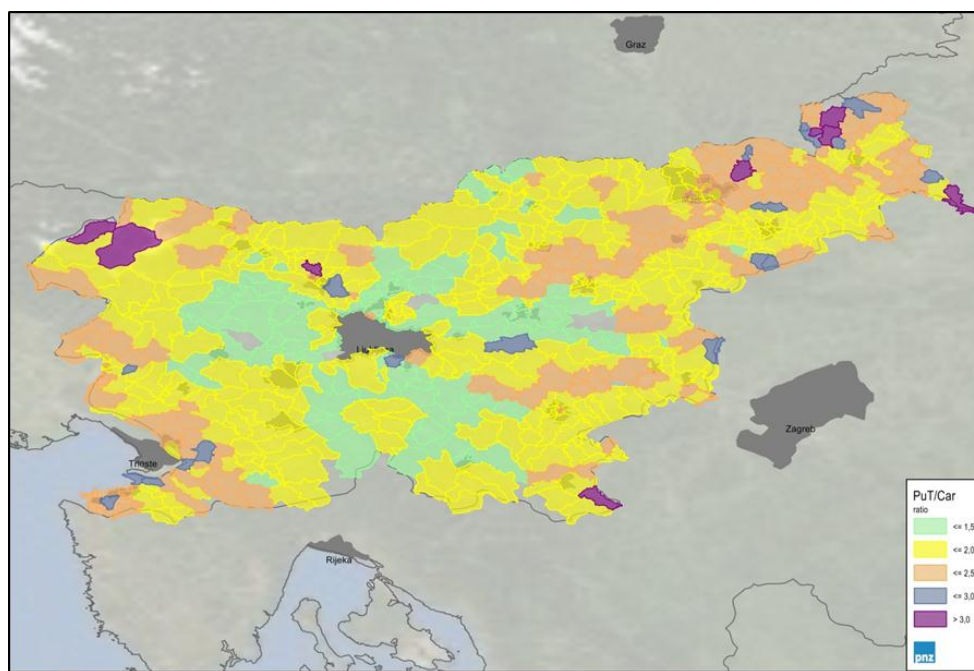 Graz
Zagreb
Trieste
Rijeka
PuT/Car
ratio
<= 1,5
<= 2,0
<= 2,5
<= 3,0
> 3,0
pnz